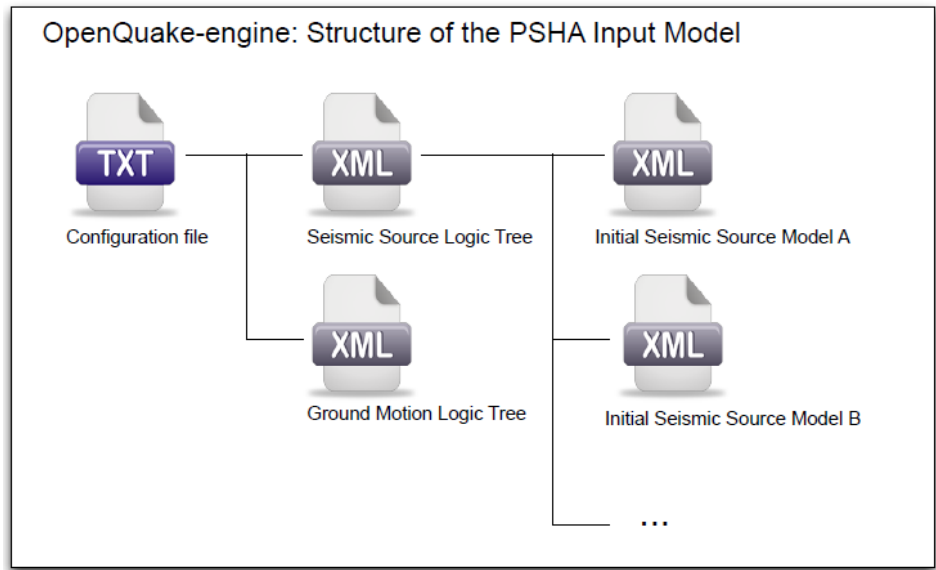 OpenQuake-engine: Structure of the PSHA Input Model
TXT
XML
XML
Configuration file
Seismic Source Logic Tree
Initial Seismic Source Model A
XML
XML
Ground Motion Logic Tree
Initial Seismic Source Model B
...